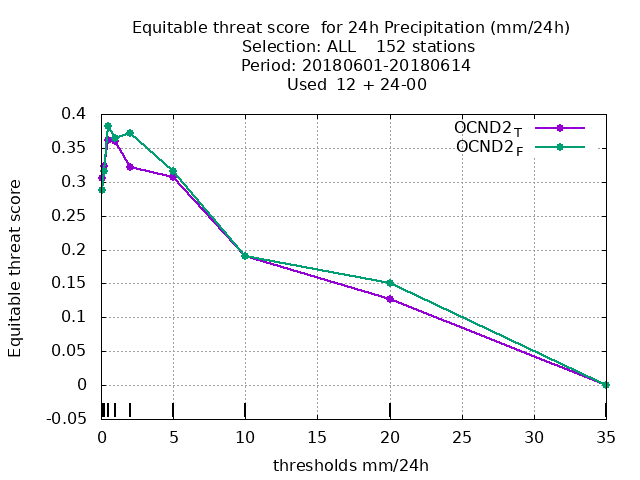 Equitable threat score  for 24h Precipitation (mm/24h)
Selection: ALL    152 stations
Period: 20180601-20180614
Used  12 + 24-00
OCND2T
OCND2F
Equitable threat score
0.4
0.35
0.3
0.25
0.2
0.15
0.1
0.05
0
-0.05
0 5 10 15 20 25 30 35
thresholds mm/24h